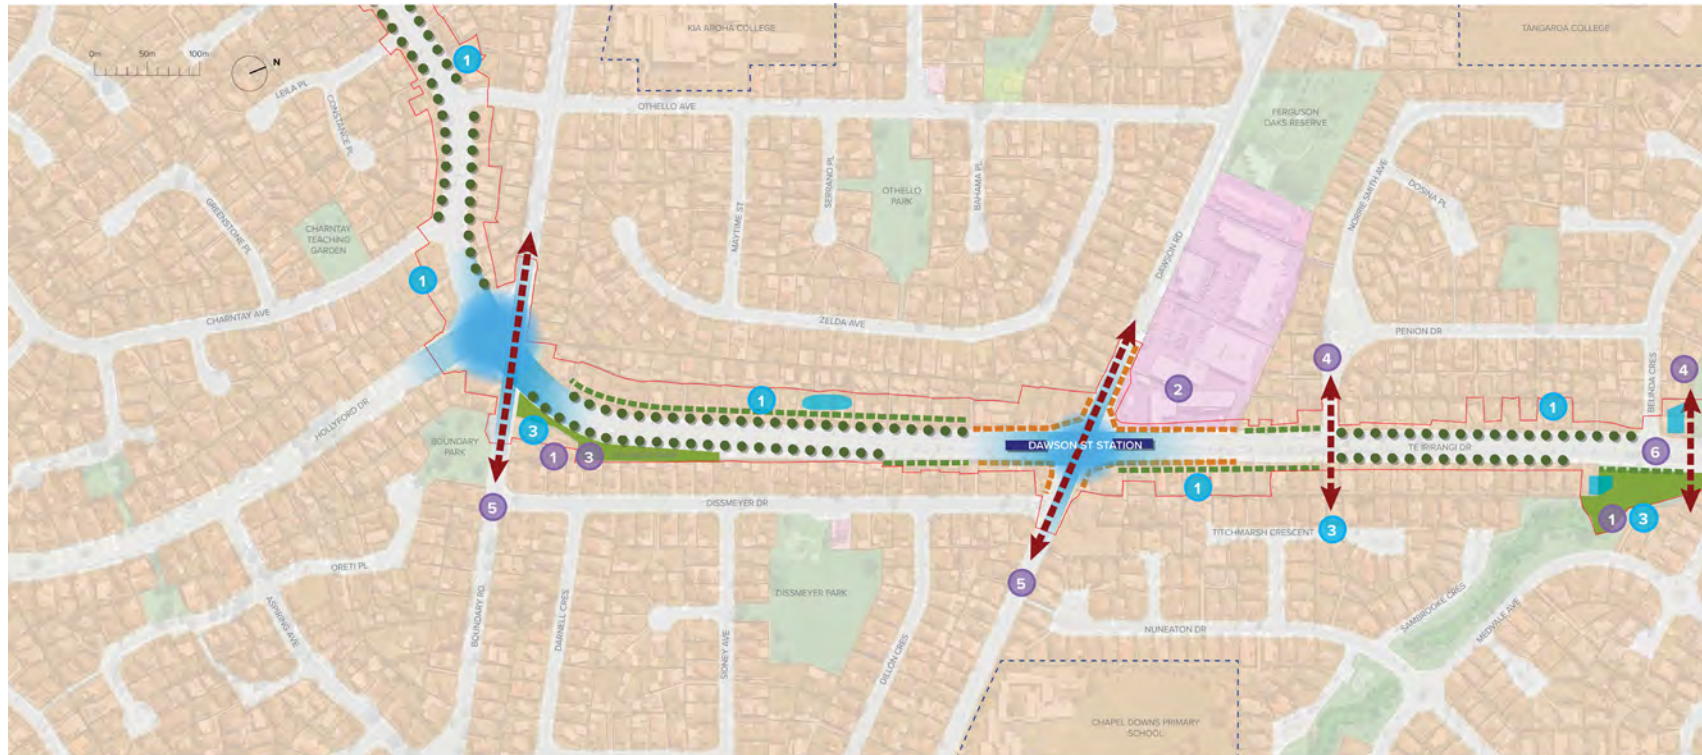 KIA AROHA COLLEGE
TANGAROA COLLEGE
0m 50m 100m
N
1
LEILA PL
CONSTANCE PL
OTHELLO AVE
FERGUSON
OAKS RESERVE
NORRIE SMITH AVE
DOSINA PL
GREENSTONE PL
CHARNTAY
TEACHING
GARDEN
MAYTIME ST
SERRANO PL
OTHELLO
PARK
BAHAMA PL
DAWSON RD
1
CHARNTAY AVE
ZELDA AVE
PENION DR
BELINDA CRES
4
4
2
1
1
HOLLYFORD DR
BOUNDARY
PARK
3
1
3
DAWSON ST STATION
TE IRIRANGI DR
6
5
DISSMEYER DR
1
TITCHMARSH CRESCENT
3
1
3
ORETI PL
ASPIRING AVE
BOUNDARY RD
DARNELL CRES
SIDNEY AVE
DISSMEYER PARK
DILLON CRES
5
NUNEATON DR
SAMBROOKE CRES
MEDVALE AVE
CHAPEL DOWNS PRIMARY
SCHOOL